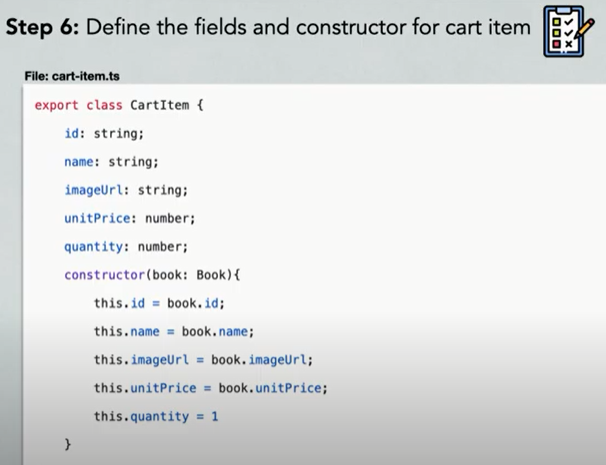 Step 6: Define the fields and constructor for cart item
File: cart-item.ts
export class CartItem {
    id: string;
    name: string;
    imageUrl: string;
    unitPrice: number;
    quantity: number;
    constructor(book: Book){
        this.id = book.id;
        this.name = book.name;
        this.imageUrl = book.imageUrl;
        this.unitPrice = book.unitPrice;
        this.quantity = 1
    }